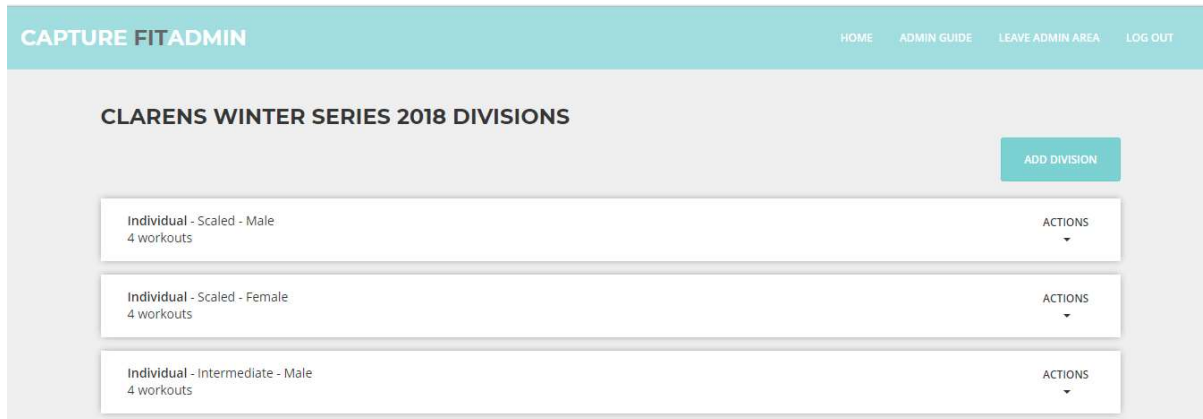 CAPTURE FITADMIN
HOME ADMIN GUIDE LEAVE ADMIN AREA LOG OUT
CLARENS WINTER SERIES 2018 DIVISIONS
ADD DIVISION
Individual - Scaled - Male
4 workouts
ACTIONS
Individual - Scaled - Female
4 workouts
ACTIONS
Individual - Intermediate - Male
4 workouts
ACTIONS